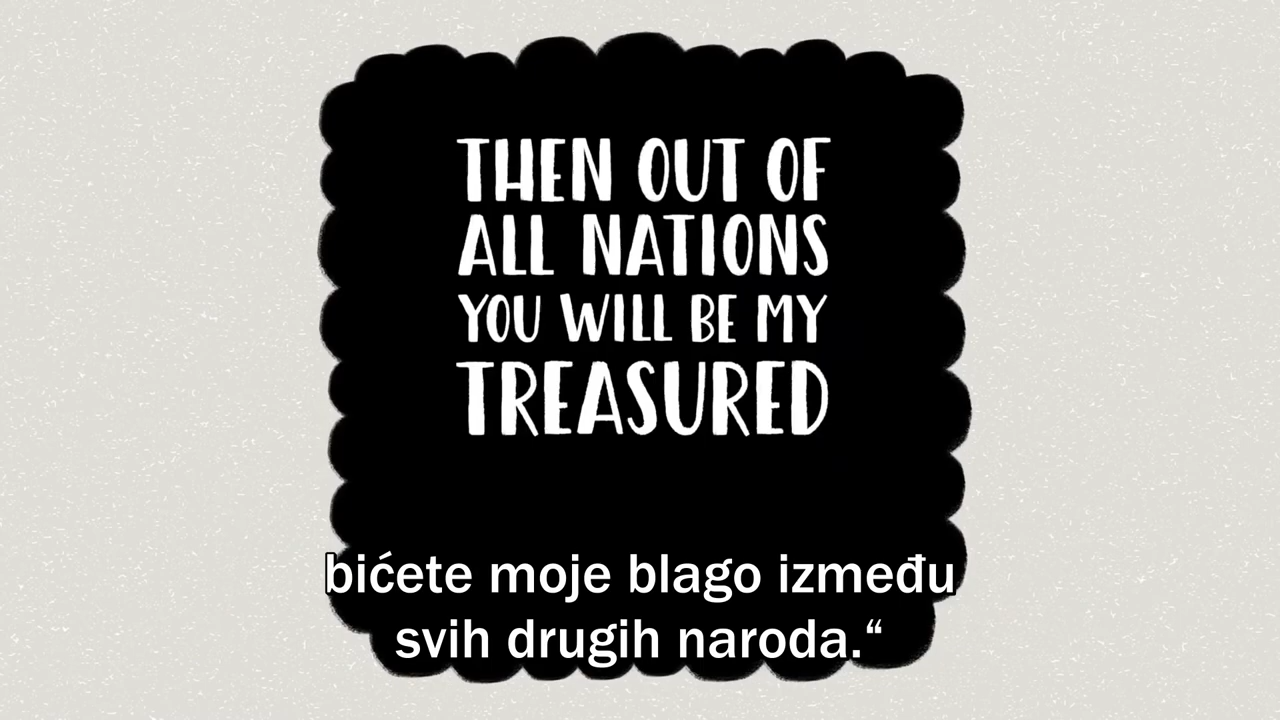 THEN OUT OF
ALL NATIONS
YOU WILL BE MY
TREASURED
bićete moje blago između
svih drugih naroda.“